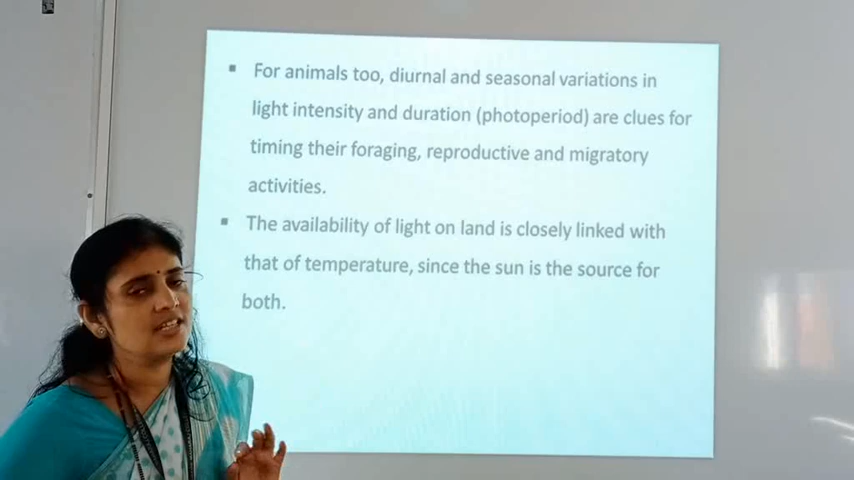 ▪ For animals too, diurnal and seasonal variations in
light intensity and duration (photoperiod) are clues for
timing their foraging, reproductive and migratory
activities.
▪ The availability of light on land is closely linked with
that of temperature, since the sun is the source for
both.